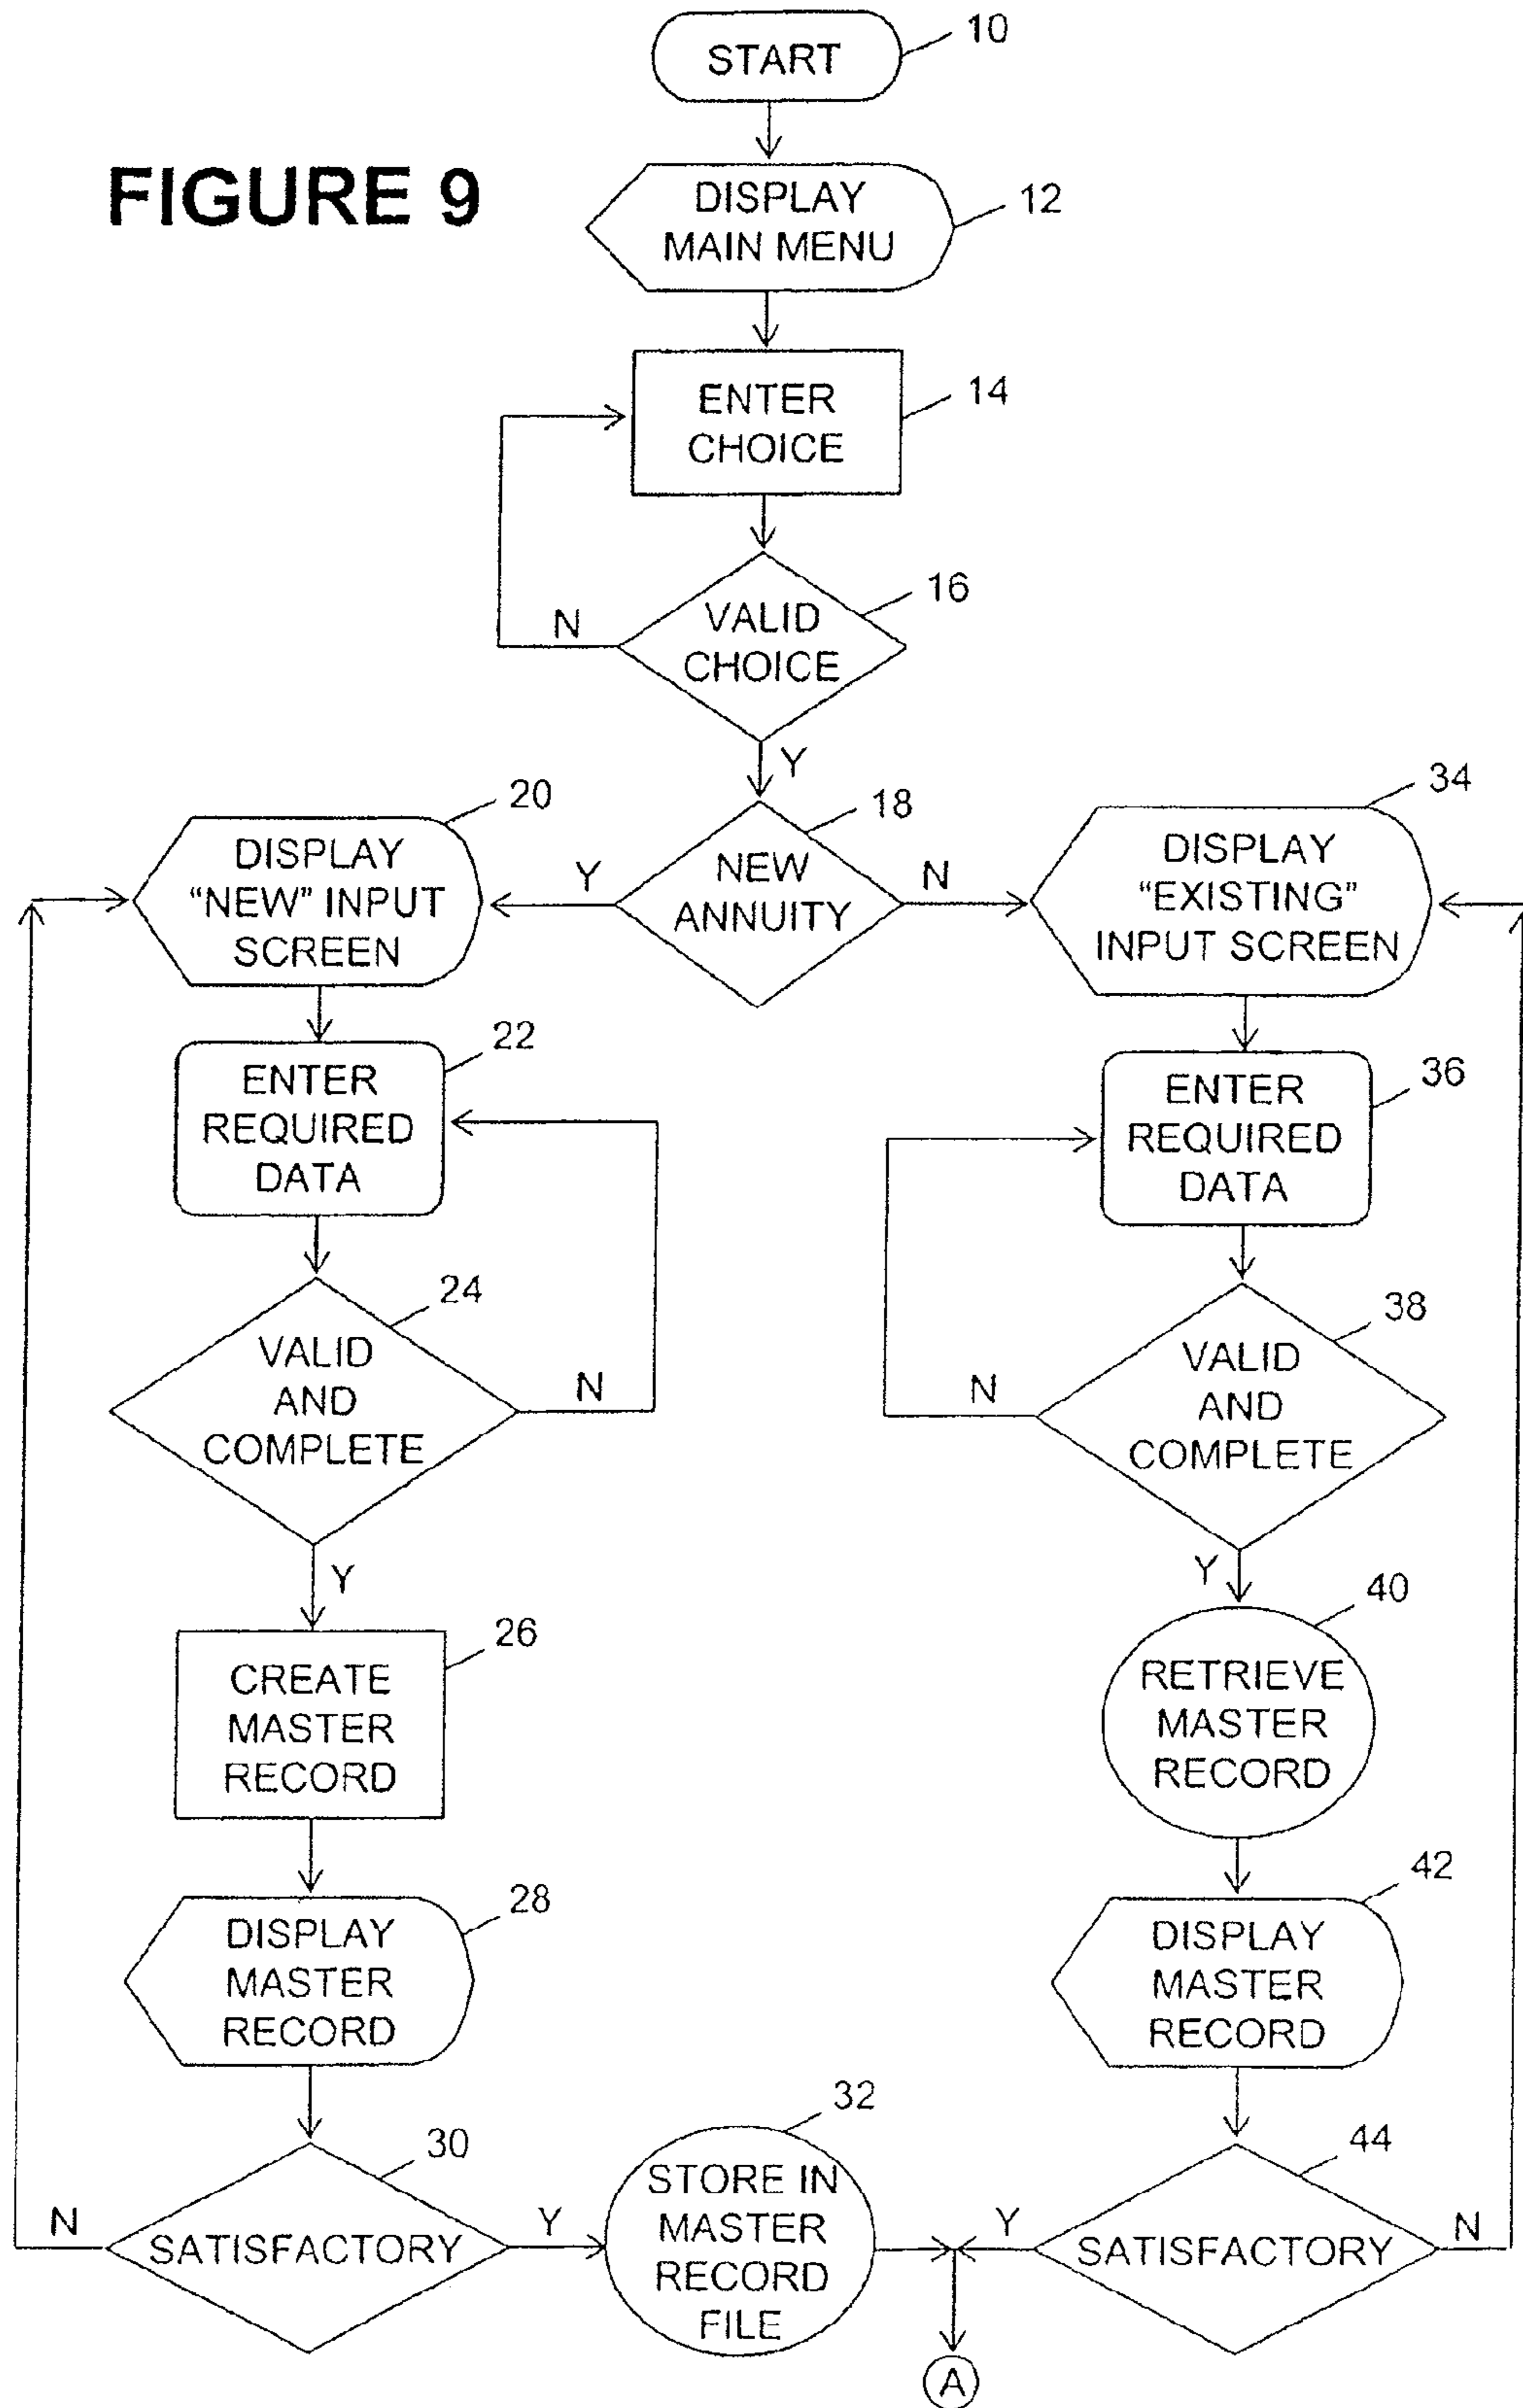 FIGURE 9
START
10
DISPLAY
MAIN MENU
12
ENTER
CHOICE
14
VALID
CHOICE
16
N
Y
NEW
ANNUITY
18
Y
N
DISPLAY
“NEW” INPUT
SCREEN
20
ENTER
REQUIRED
DATA
22
VALID
AND
COMPLETE
24
N
Y
CREATE
MASTER
RECORD
26
DISPLAY
MASTER
RECORD
28
SATISFACTORY
30
N
Y
STORE IN
MASTER
RECORD
FILE
32
DISPLAY
“EXISTING”
INPUT SCREEN
34
ENTER
REQUIRED
DATA
36
VALID
AND
COMPLETE
38
N
Y
RETRIEVE
MASTER
RECORD
40
DISPLAY
MASTER
RECORD
42
SATISFACTORY
44
Y
N
A